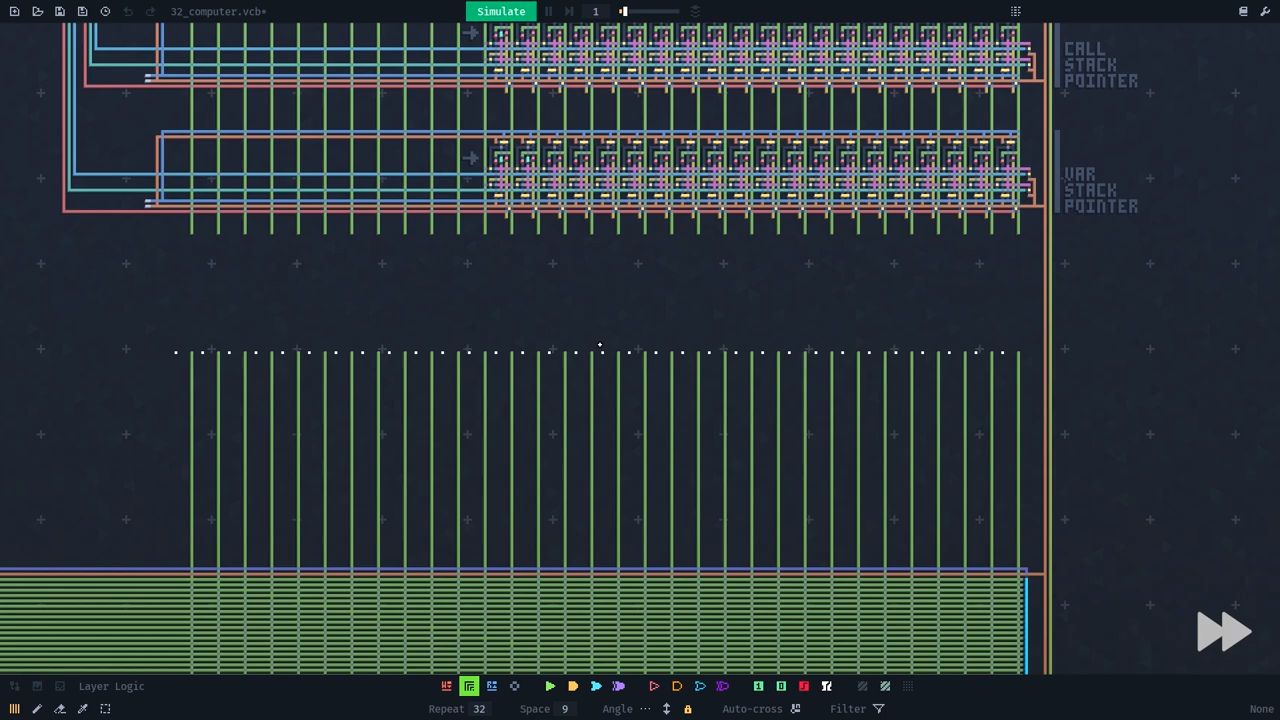 32_computer.vcb*
Simulate
1
CALL
STACK
POINTER
VAR
STACK
POINTER
Layer Logic
Repeat 32 Space 9 Angle Auto-cross Filter None